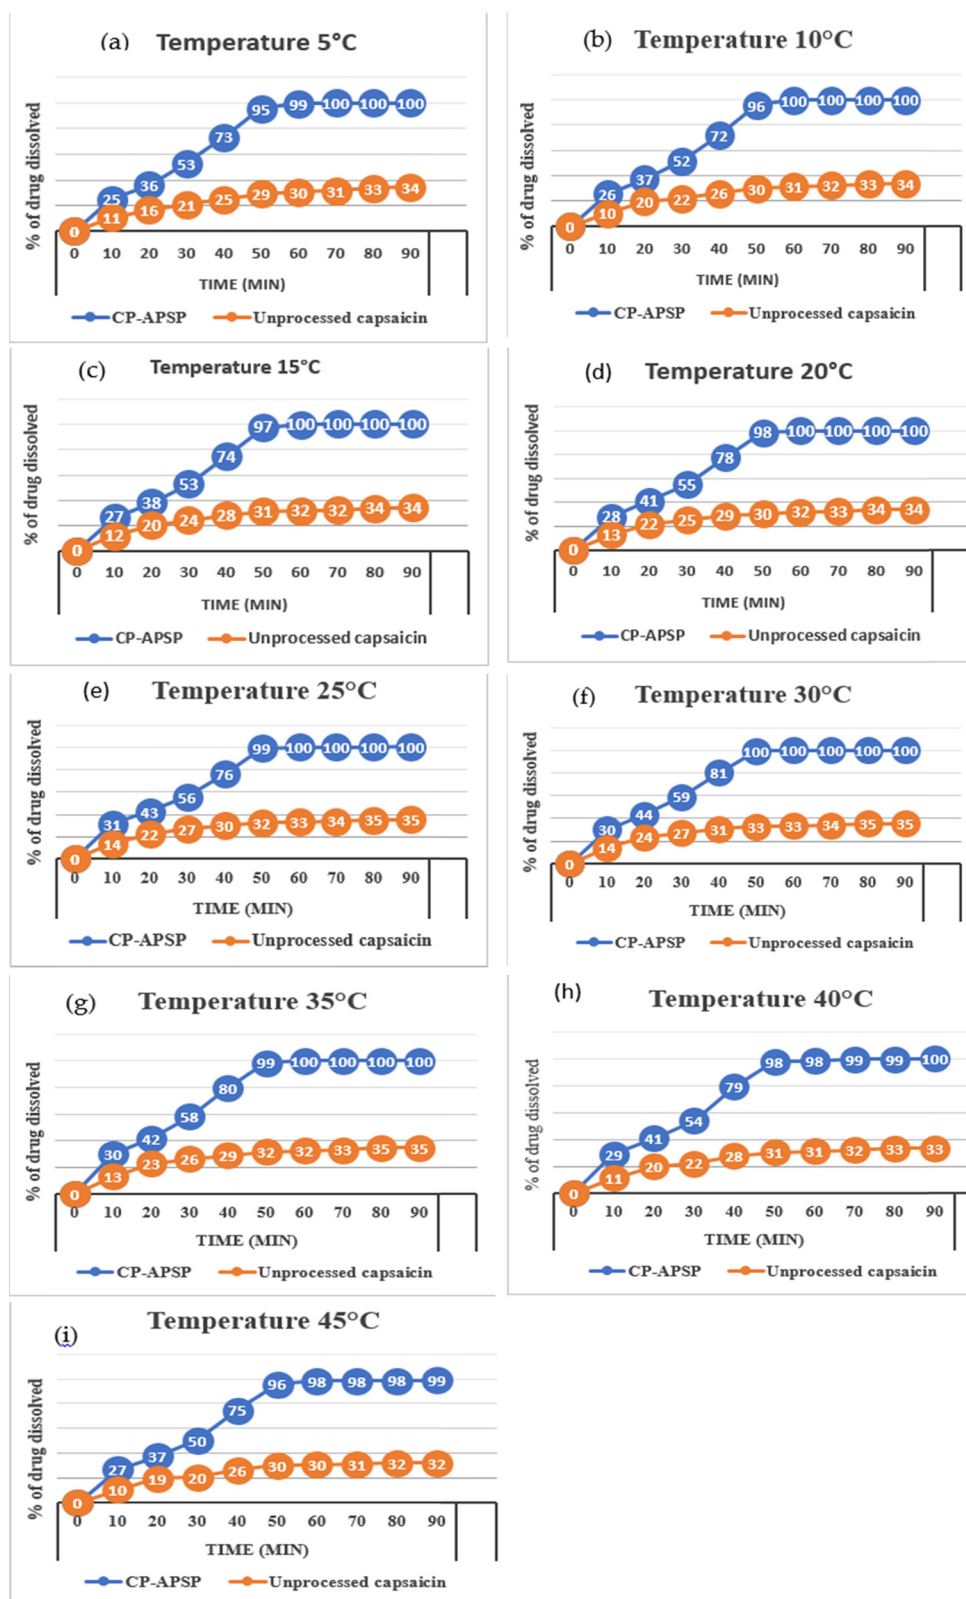 (a) Temperature 5°C
% of drug dissolved
95 99 100 100 100
73
53
36
25
29 30 31 33 34
25
21
16
11
0
0 10 20 30 40 50 60 70 80 90
TIME (MIN)
CP-APSP Unprocessed capsaicin
(b) Temperature 10°C
% of drug dissolved
96 100 100 100 100
72
52
37
26
30 31 32 33 34
26
22
20
10
0
0 10 20 30 40 50 60 70 80 90
TIME (MIN)
CP-APSP Unprocessed capsaicin
(c) Temperature 15°C
% of drug dissolved
97 100 100 100 100
74
53
38
27
31 32 32 34 34
28
24
20
12
0
0 10 20 30 40 50 60 70 80 90
TIME (MIN)
CP-APSP Unprocessed capsaicin
(d) Temperature 20°C
% of drug dissolved
98 100 100 100 100
78
55
41
28
30 32 33 34 34
29
25
22
13
0
0 10 20 30 40 50 60 70 80 90
TIME (MIN)
CP-APSP Unprocessed capsaicin
(e) Temperature 25°C
% of drug dissolved
99 100 100 100 100
76
56
43
31
32 33 34 35 35
30
27
22
14
0
0 10 20 30 40 50 60 70 80 90
TIME (MIN)
CP-APSP Unprocessed capsaicin
(f) Temperature 30°C
% of drug dissolved
100 100 100 100 100
81
59
44
30
33 33 34 35 35
31
27
24
14
0
0 10 20 30 40 50 60 70 80 90
TIME (MIN)
CP-APSP Unprocessed capsaicin
(g) Temperature 35°C
% of drug dissolved
99 100 100 100 100
80
58
42
30
32 32 33 35 35
29
26
23
13
0
0 10 20 30 40 50 60 70 80 90
TIME (MIN)
CP-APSP Unprocessed capsaicin
(h) Temperature 40°C
% of drug dissolved
98 98 99 99 100
79
54
41
29
31 31 32 33 33
28
22
20
11
0
0 10 20 30 40 50 60 70 80 90
TIME (MIN)
CP-APSP Unprocessed capsaicin
(i) Temperature 45°C
% of drug dissolved
96 98 98 98 99
75
50
37
27
30 30 31 32 32
26
20
19
10
0
0 10 20 30 40 50 60 70 80 90
TIME (MIN)
CP-APSP Unprocessed capsaicin